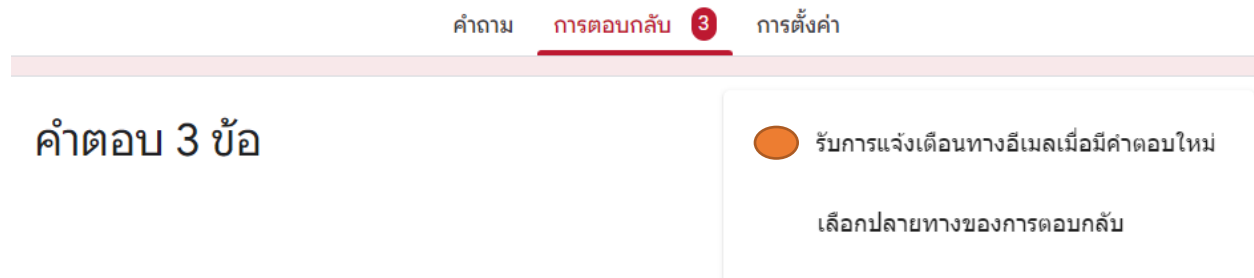 คำถาม การตอบกลับ 3 การตั้งค่า
คำตอบ 3 ข้อ
รับการแจ้งเตือนทางอีเมลเมื่อมีคำตอบใหม่
เลือกปลายทางของการตอบกลับ